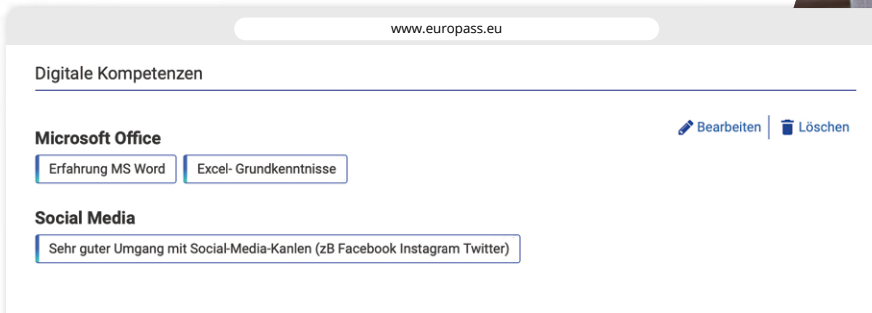 www.europass.eu
Digitale Kompetenzen
Bearbeiten Löschen
Microsoft Office
Erfahrung MS Word Excel- Grundkenntnisse
Social Media
Sehr guter Umgang mit Social-Media-Kanlen (zB Facebook Instagram Twitter)